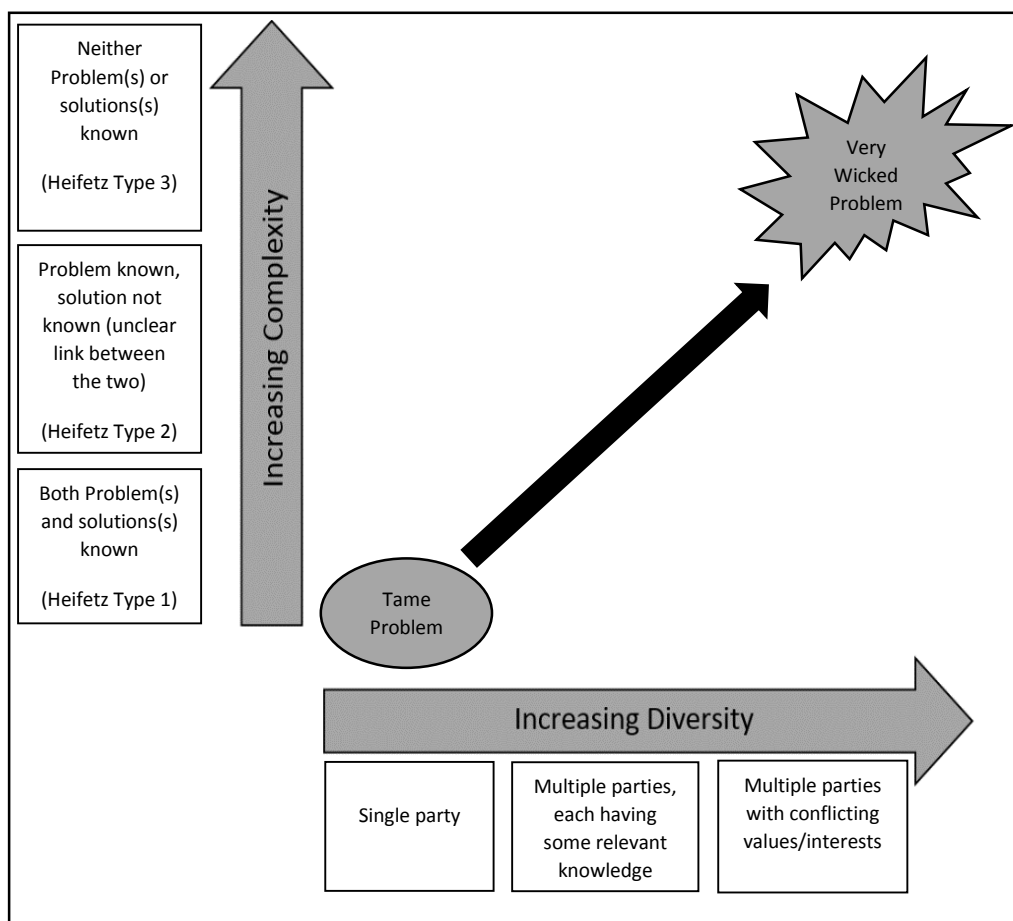 Neither
Problem(s) or
solutions(s)
known
(Heifetz Type 3)
Problem known,
solution not
known (unclear
link between
the two)
(Heifetz Type 2)
Both Problem(s)
and solutions(s)
known
(Heifetz Type 1)
Increasing Complexity
Very
Wicked
Problem
Tame
Problem
Increasing Diversity
Single party
Multiple parties,
each having
some relevant
knowledge
Multiple parties
with conflicting
values/interests